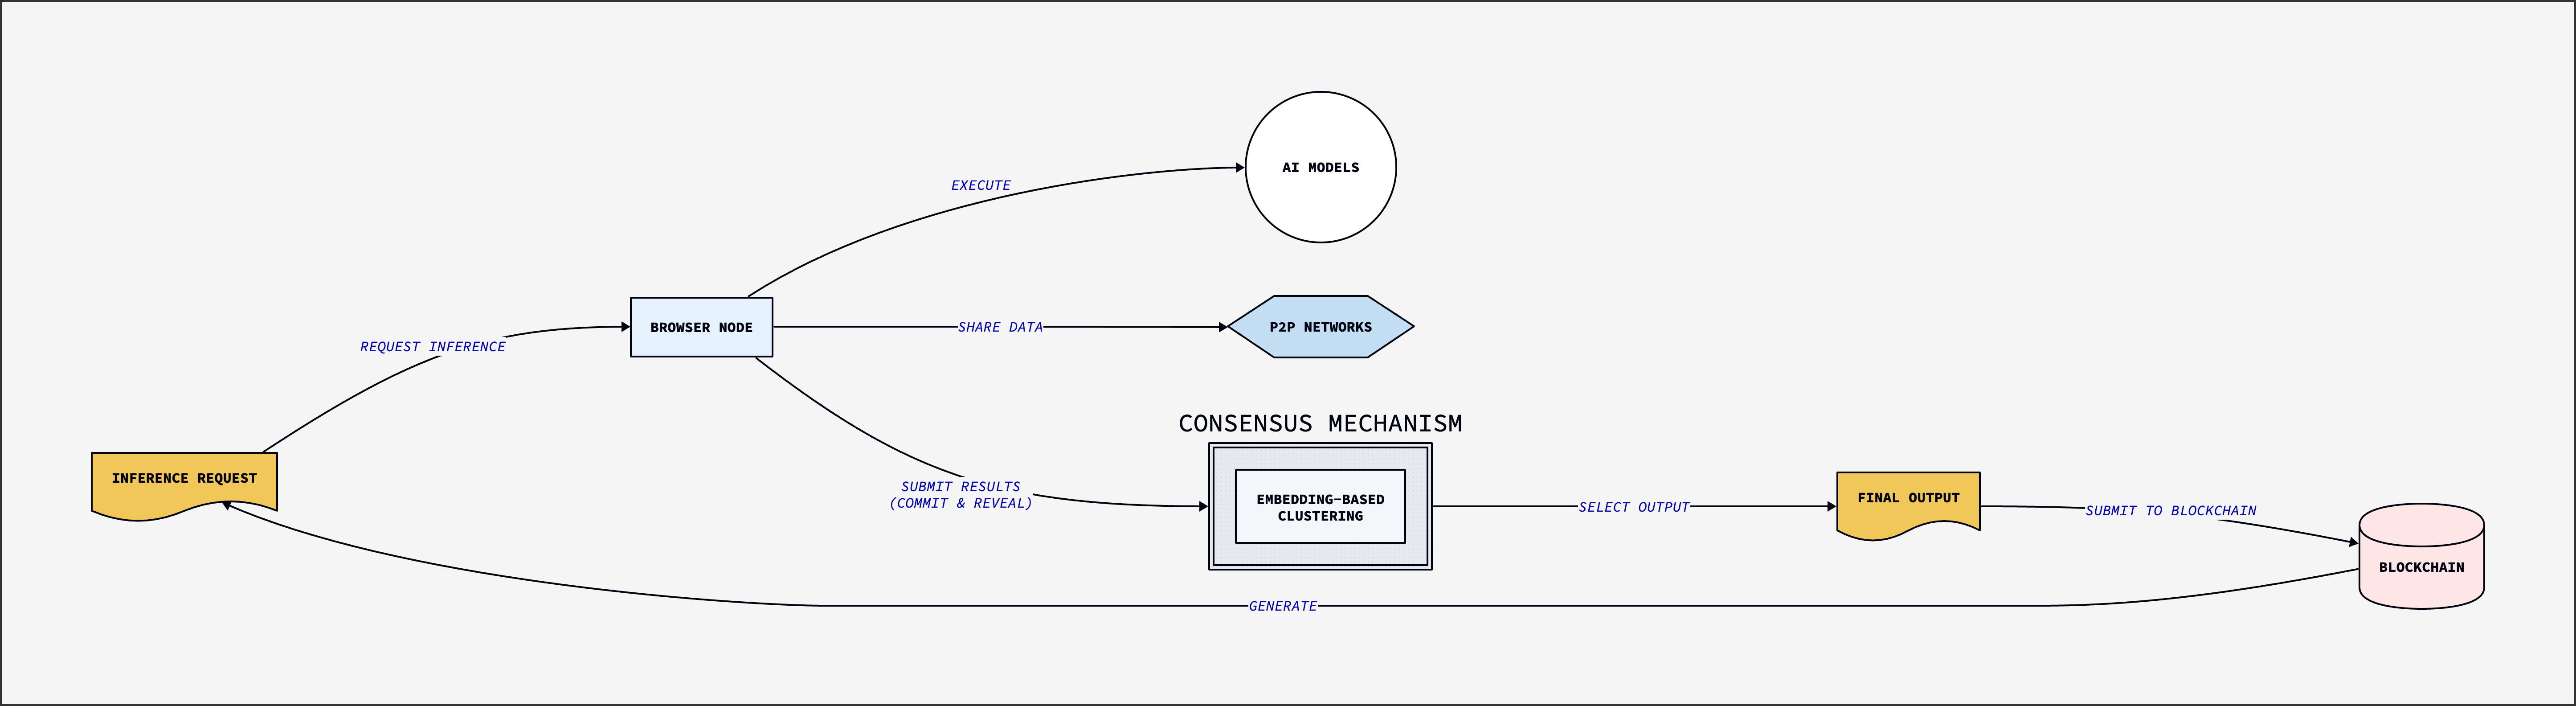 AI MODELS
EXECUTE
BROWSER NODE
SHARE DATA
P2P NETWORKS
REQUEST INFERENCE
CONSENSUS MECHANISM
INFERENCE REQUEST
SUBMIT RESULTS
(COMMIT & REVEAL)
EMBEDDING-BASED
CLUSTERING
SELECT OUTPUT
FINAL OUTPUT
SUBMIT TO BLOCKCHAIN
BLOCKCHAIN
GENERATE